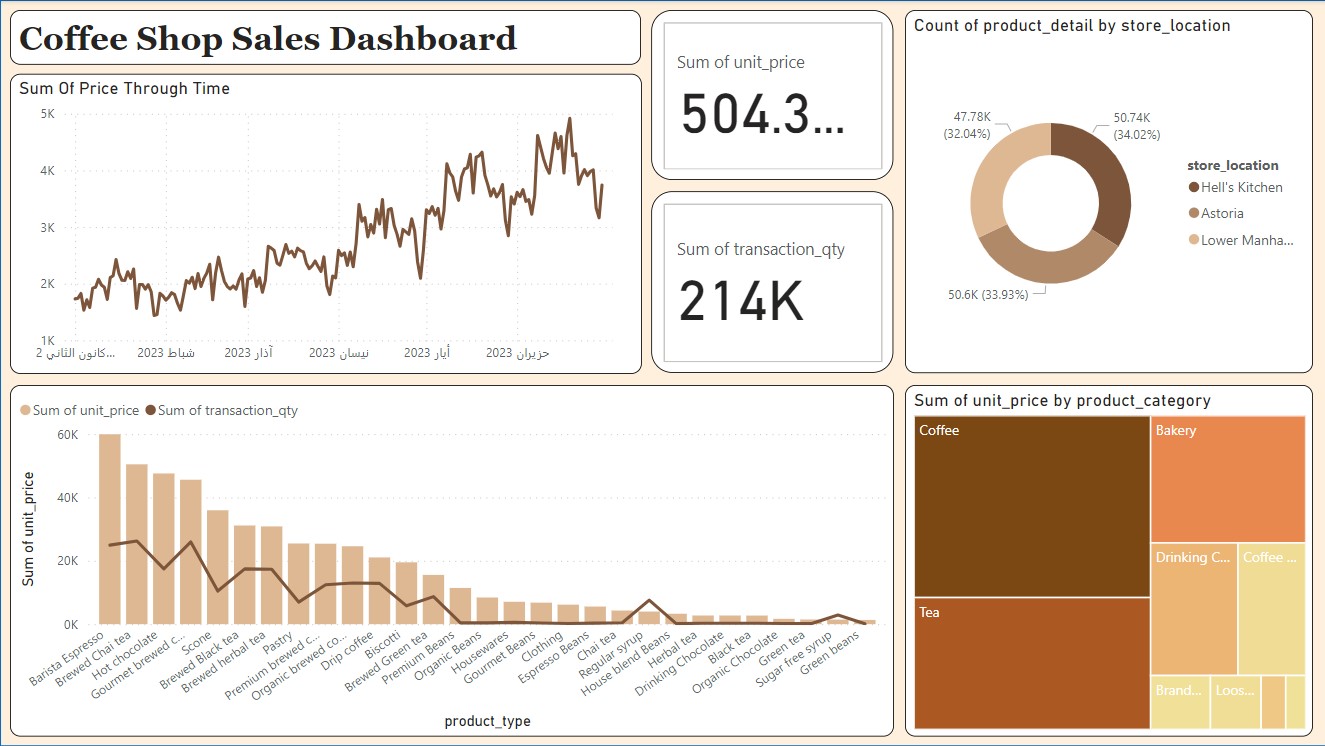 Coffee Shop Sales Dashboard
Sum Of Price Through Time
5K
4K
3K
2K
1K
كانون الثاني 2...
شباط 2023
آذار 2023
نيسان 2023
أيار 2023
حزيران 2023
Sum of unit_price
504.3...
Sum of transaction_qty
214K
Count of product_detail by store_location
47.78K
(32.04%)
50.74K
(34.02%)
50.6K (33.93%)
store_location
Hell's Kitchen
Astoria
Lower Manha...
Sum of unit_price
Sum of transaction_qty
Sum of unit_price
60K
40K
20K
0K
Barista Espresso
Brewed Chai tea
Hot chocolate
Gourmet brewed c...
Scone
Brewed Black tea
Brewed herbal tea
Pastry
Premium brewed c...
Organic brewed co...
Drip coffee
Biscotti
Brewed Green tea
Premium Beans
Organic Beans
Housewares
Gourmet Beans
Clothing
Espresso Beans
Chai tea
Regular syrup
House blend Beans
Herbal tea
Drinking Chocolate
Black tea
Organic Chocolate
Green tea
Sugar free syrup
Green beans
product_type
Sum of unit_price by product_category
Coffee
Bakery
Drinking C...
Coffee ...
Tea
Brand...
Loos...